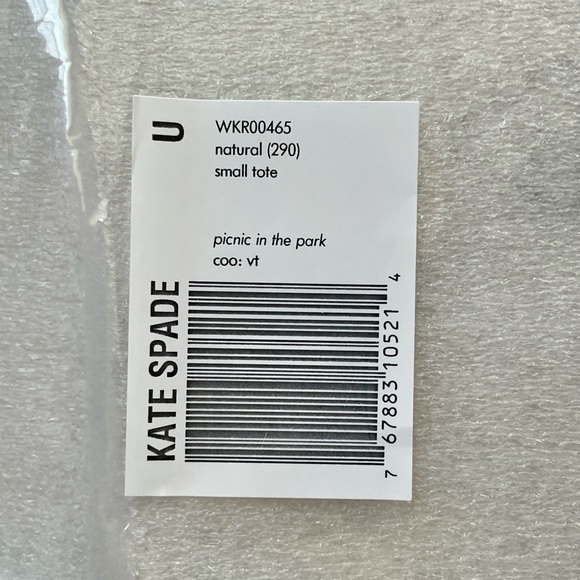 U
WKR00465
natural (290)
small tote
picnic in the park
coo: vt
KATE SPADE
7 67883 10521 4